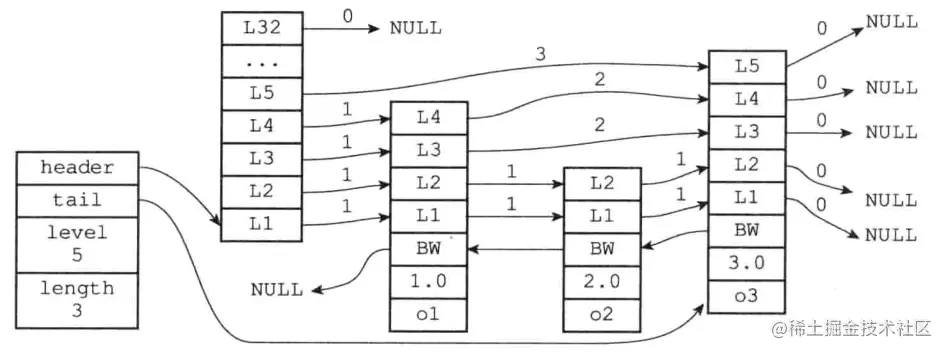 header
tail
level
5
length
3
L32
...
L5
L4
L3
L2
L1
0
NULL
3
1
1
1
1
L4
L3
L2
L1
BW
1.0
o1
NULL
2
2
1
1
L2
L1
BW
2.0
o2
1
1
L5
L4
L3
L2
L1
BW
3.0
o3
0
NULL
0
NULL
0
NULL
0
NULL
0
NULL
@稀土掘金技术社区